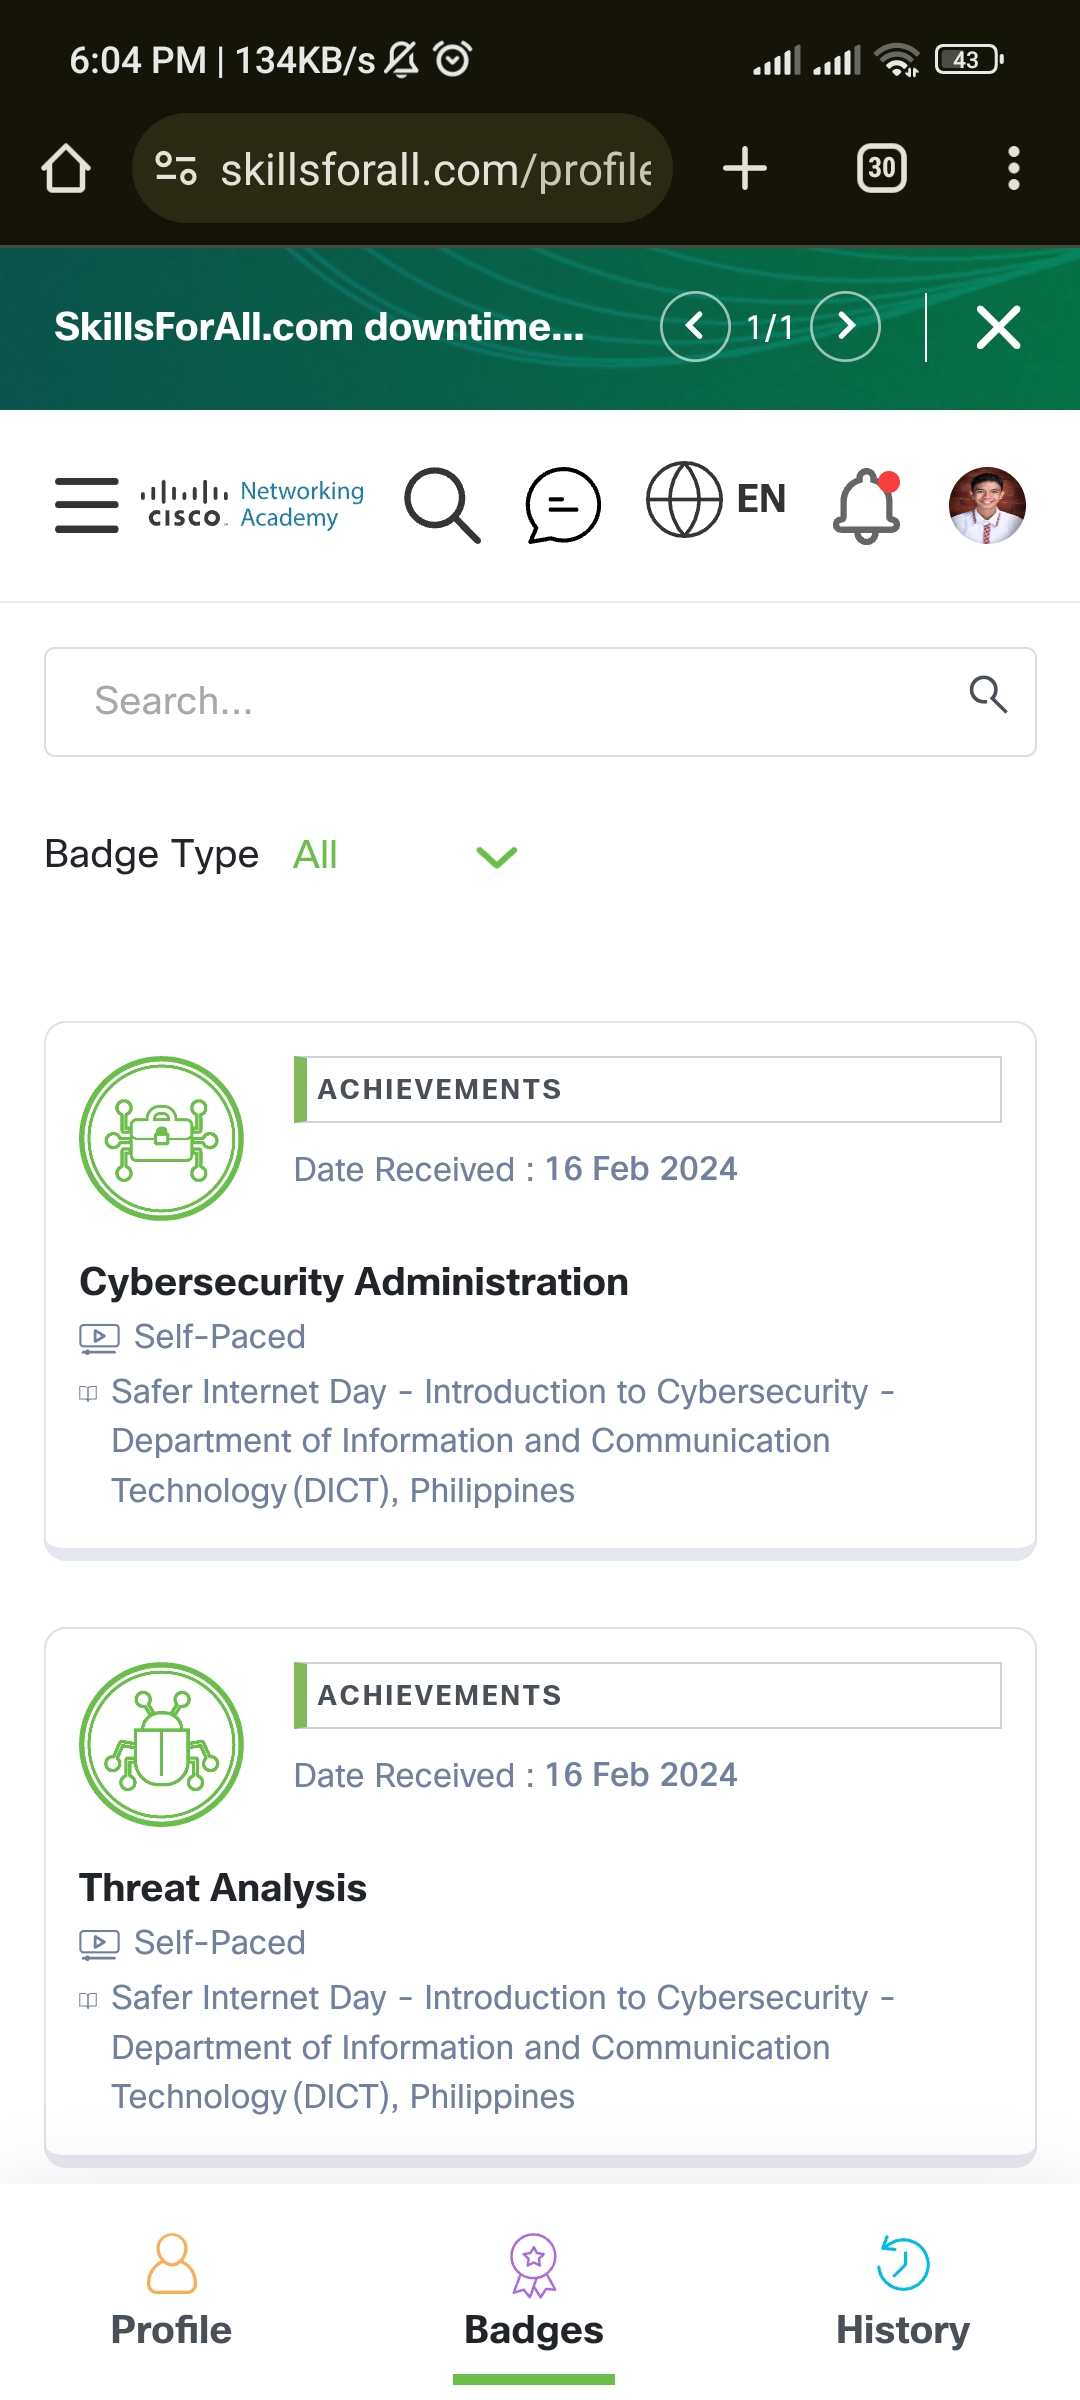 6:04 PM | 134KB/s
43
skillsforall.com/profile
30
SkillsForAll.com downtime...
1/1
CISCO
Networking
Academy
EN
Search...
Badge Type All
ACHIEVEMENTS
Date Received : 16 Feb 2024
Cybersecurity Administration
Self-Paced
Safer Internet Day - Introduction to Cybersecurity -
Department of Information and Communication
Technology (DICT), Philippines
ACHIEVEMENTS
Date Received : 16 Feb 2024
Threat Analysis
Self-Paced
Safer Internet Day - Introduction to Cybersecurity -
Department of Information and Communication
Technology (DICT), Philippines
Profile
Badges
History